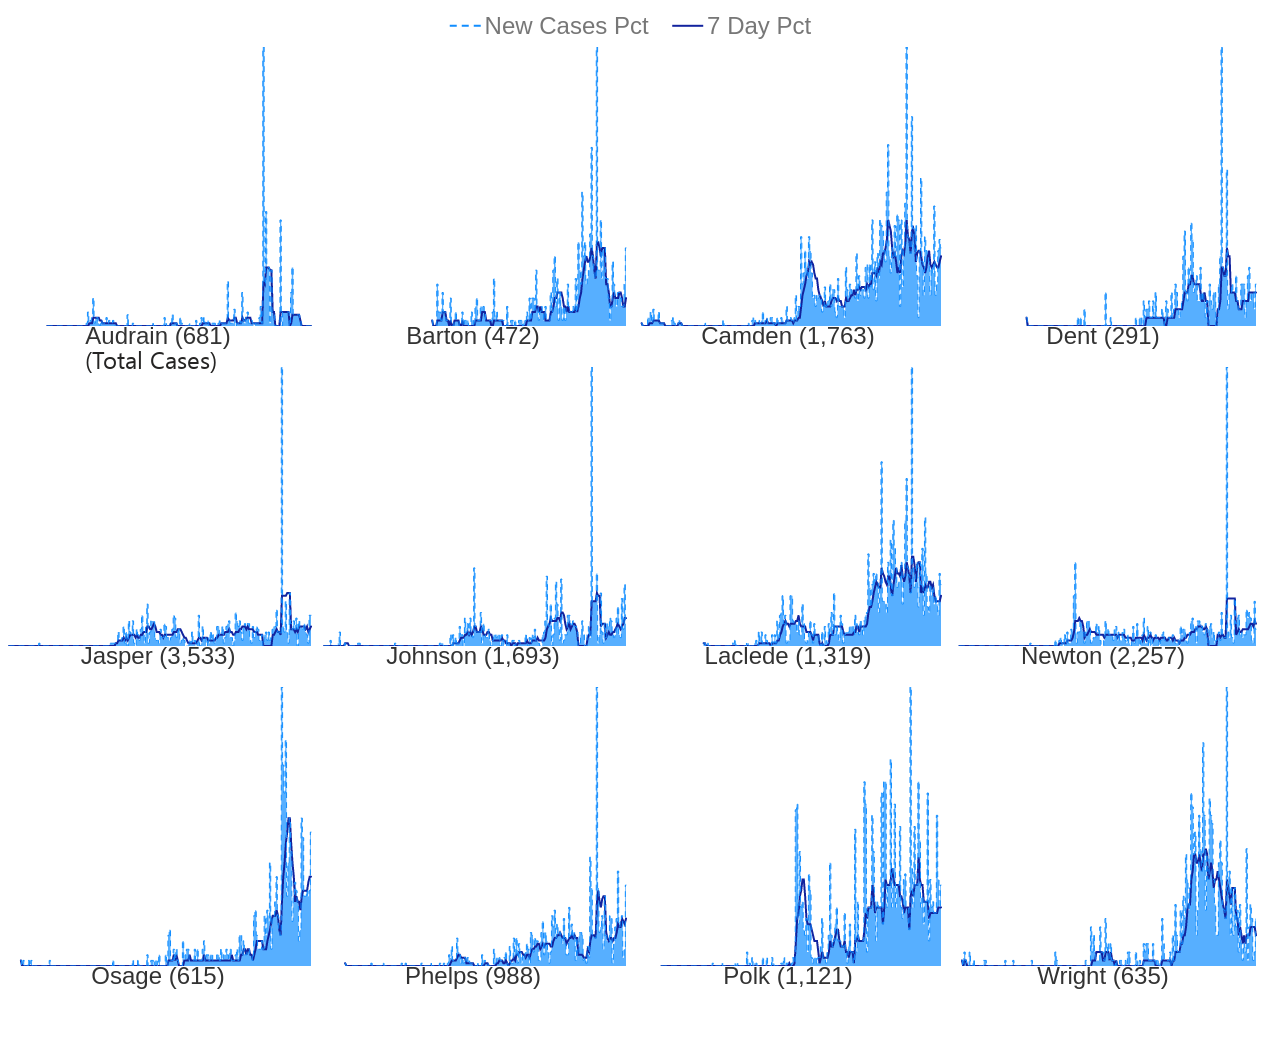 New Cases Pct 7 Day Pct
Audrain (681) Barton (472) Camden (1,763) Dent (291)
(Total Cases)
Jasper (3,533) Johnson (1,693) Laclede (1,319) Newton (2,257)
Osage (615) Phelps (988) Polk (1,121) Wright (635)